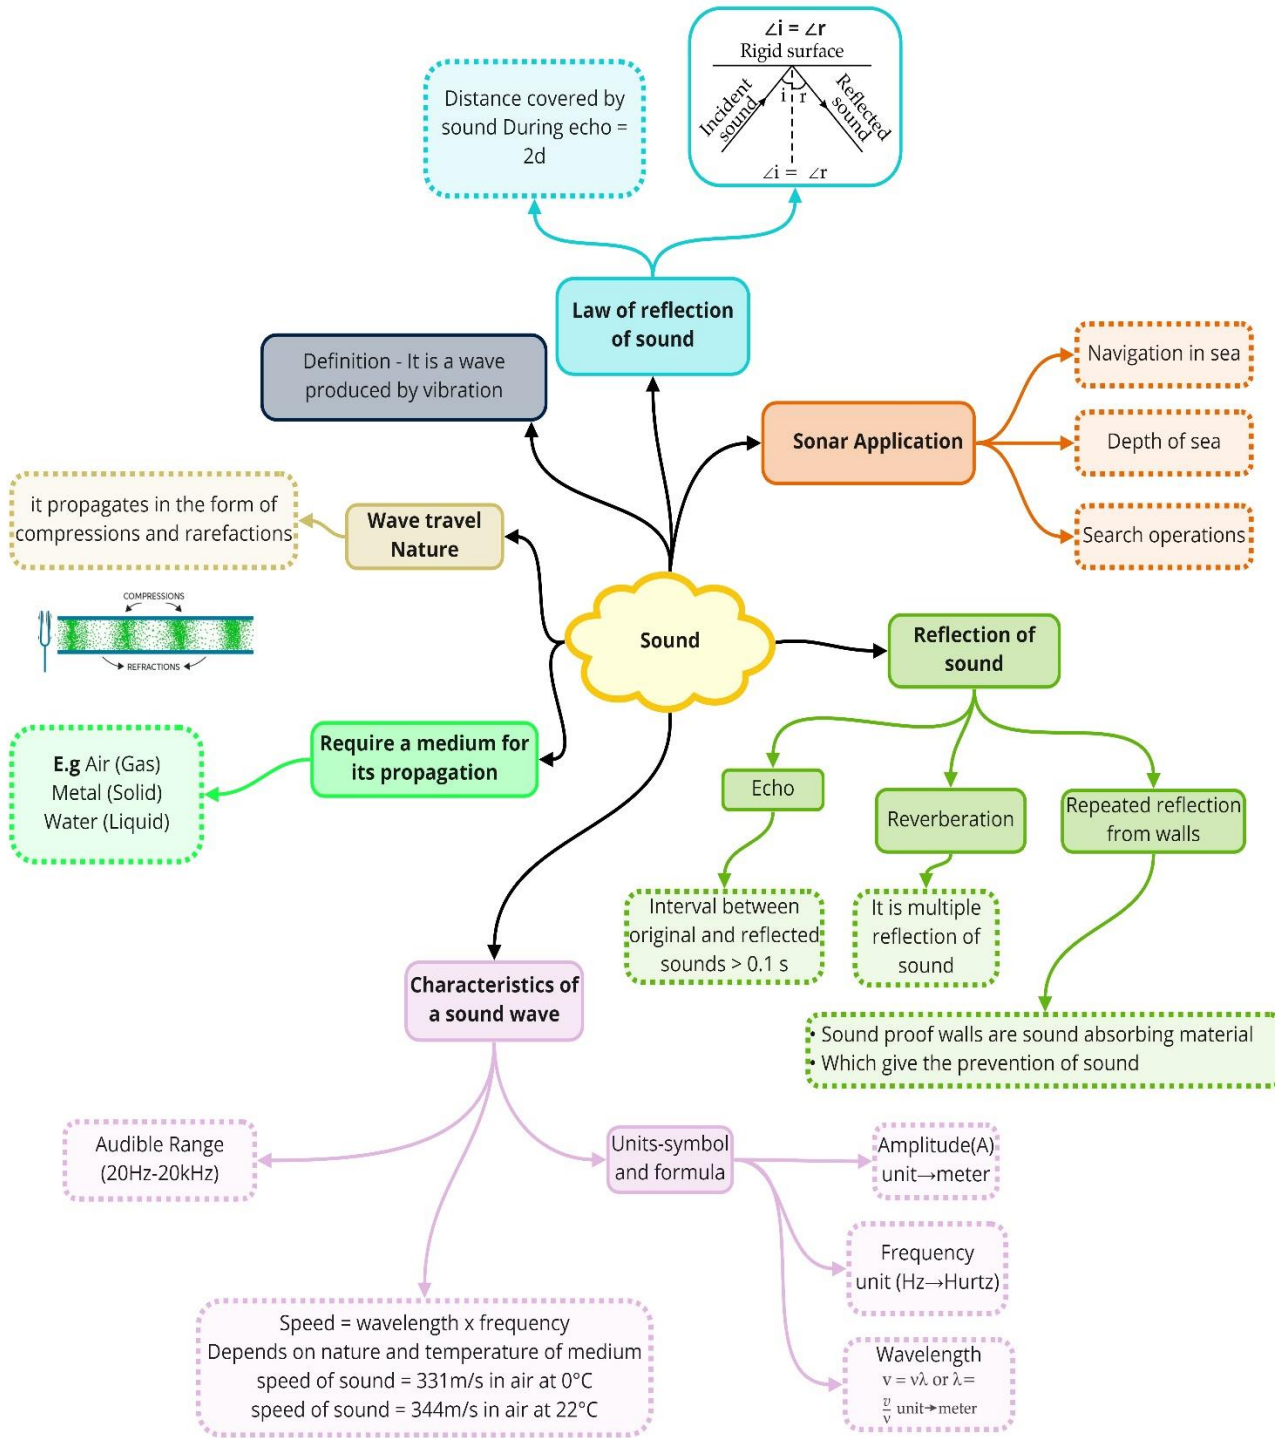 ∠i = ∠r
Rigid surface
Incident
sound
i
r
Reflected
sound
∠i = ∠r
Distance covered by
sound During echo =
2d
Law of reflection
of sound
Definition - It is a wave
produced by vibration
Sonar Application
Navigation in sea
Depth of sea
Search operations
it propagates in the form of
compressions and rarefactions
Wave travel
Nature
COMPRESSIONS
REFRACTIONS
Sound
Reflection of
sound
Require a medium for
its propagation
E.g Air (Gas)
Metal (Solid)
Water (Liquid)
Echo
Reverberation
Repeated reflection
from walls
Interval between
original and reflected
sounds > 0.1 s
It is multiple
reflection of
sound
• Sound proof walls are sound absorbing material
• Which give the prevention of sound
Characteristics of
a sound wave
Audible Range
(20Hz-20kHz)
Units-symbol
and formula
Amplitude(A)
unit→meter
Frequency
unit (Hz→Hurtz)
Wavelength
v = νλ or λ=
v/ν unit→meter
Speed = wavelength x frequency
Depends on nature and temperature of medium
speed of sound = 331m/s in air at 0°C
speed of sound = 344m/s in air at 22°C